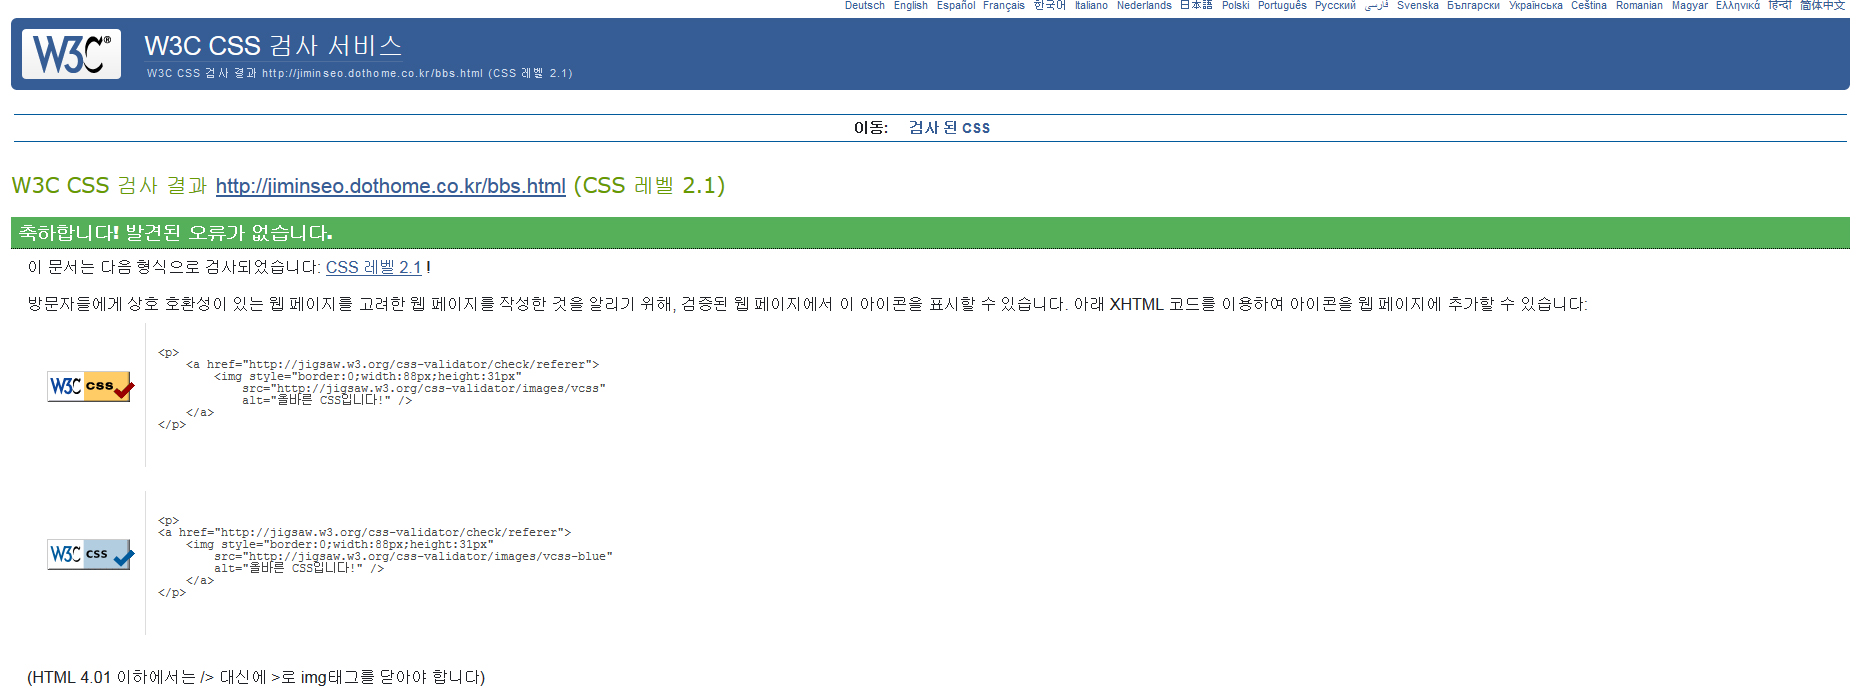 Deutsch English Español Français 한국어 Italiano Nederlands 日本語 Polski Português Русский فارسی Svenska Български Українська Čeština Romanian Magyar Ελληνικά हिन्दी 简体中文
W3C®
W3C CSS 검사 서비스
W3C CSS 검사 결과 http://jiminseo.dothome.co.kr/bbs.html (CSS 레벨 2.1)
이동: 검사 된 CSS
W3C CSS 검사 결과 http://jiminseo.dothome.co.kr/bbs.html (CSS 레벨 2.1)
축하합니다! 발견된 오류가 없습니다.
이 문서는 다음 형식으로 검사되었습니다: CSS 레벨 2.1 !
방문자들에게 상호 호환성이 있는 웹 페이지를 고려한 웹 페이지를 작성한 것을 알리기 위해, 검증된 웹 페이지에서 이 아이콘을 표시할 수 있습니다. 아래 XHTML 코드를 이용하여 아이콘을 웹 페이지에 추가할 수 있습니다:
W3C css
<p>
<a href="http://jigsaw.w3.org/css-validator/check/referer">
<img style="border:0;width:88px;height:31px"
src="http://jigsaw.w3.org/css-validator/images/vcss"
alt="올바른 CSS입니다!" />
</a>
</p>
W3C css
<p>
<a href="http://jigsaw.w3.org/css-validator/check/referer">
<img style="border:0;width:88px;height:31px"
src="http://jigsaw.w3.org/css-validator/images/vcss-blue"
alt="올바른 CSS입니다!" />
</a>
</p>
(HTML 4.01 이하에서는 /> 대신에 >로 img태그를 닫아야 합니다)